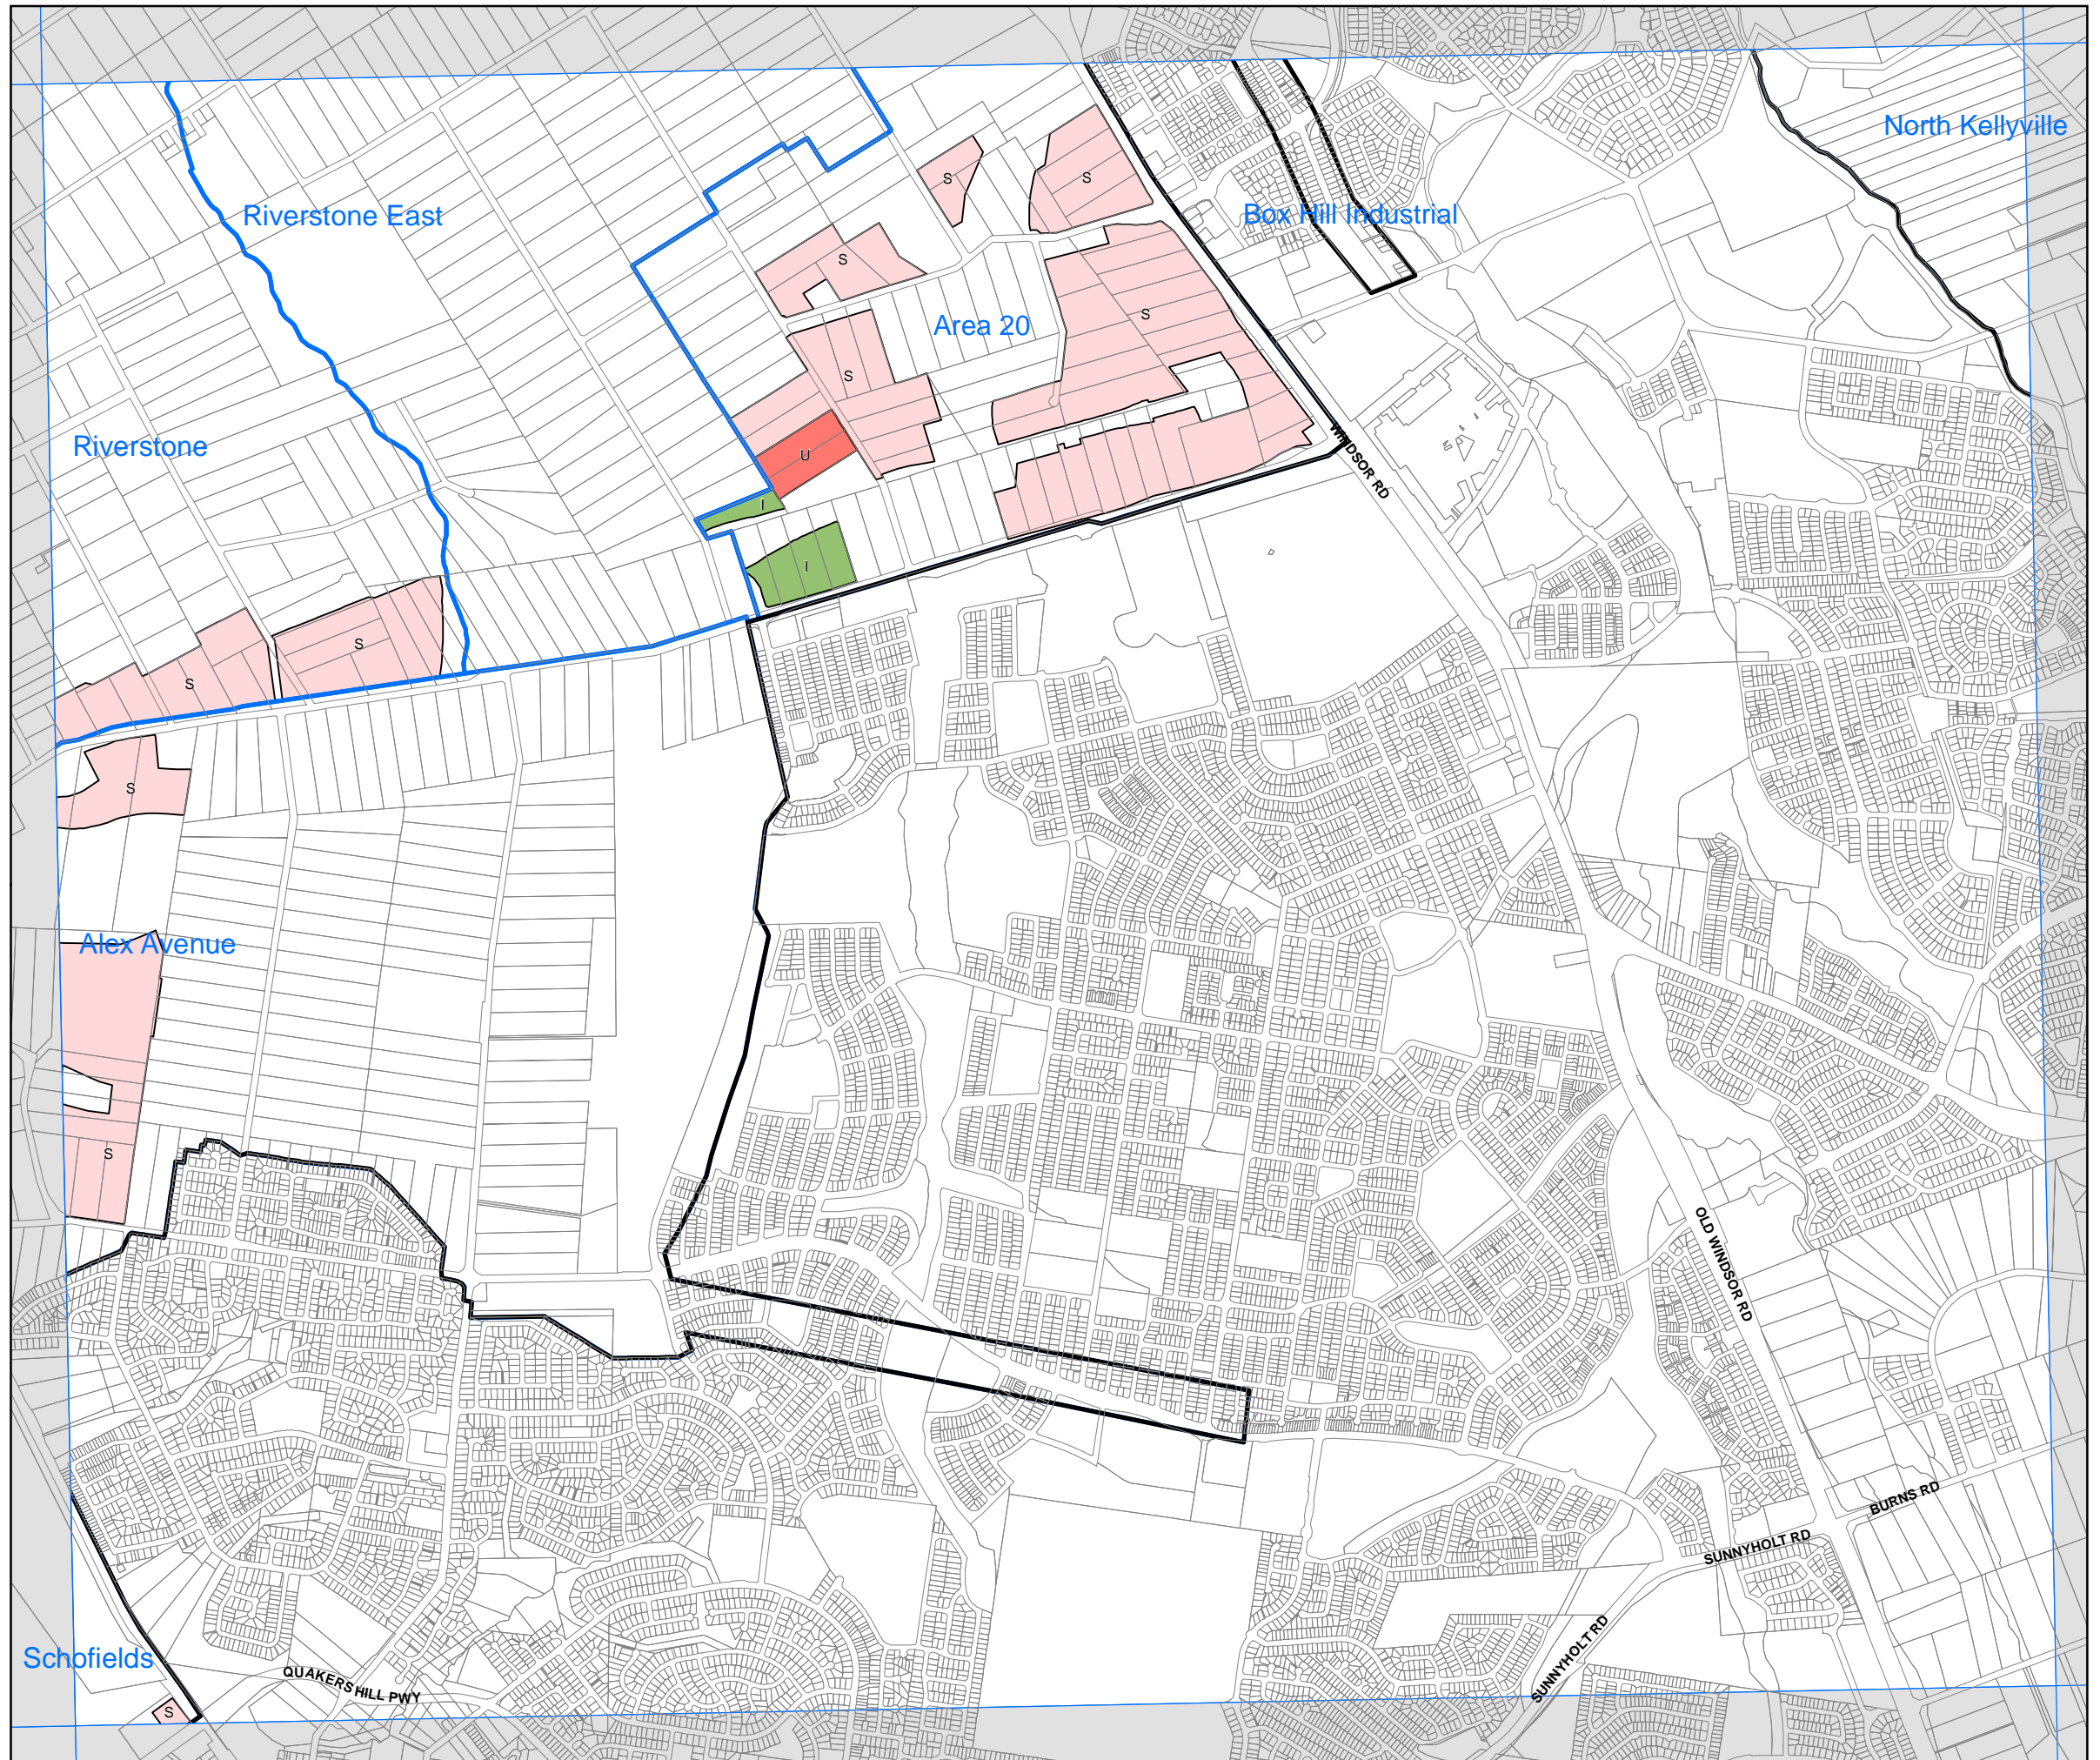 North Kellyville
S
S
Riverstone East
Box Hill Industrial
S
S
Area 20
S
WINDSOR RD
Riverstone
U
I
I
S
S
S
Alex Avenue
S
OLD WINDSOR RD
BURNS RD
SUNNYHOLT RD
SUNNYHOLT RD
Schofields
QUAKERS HILL PWY
S